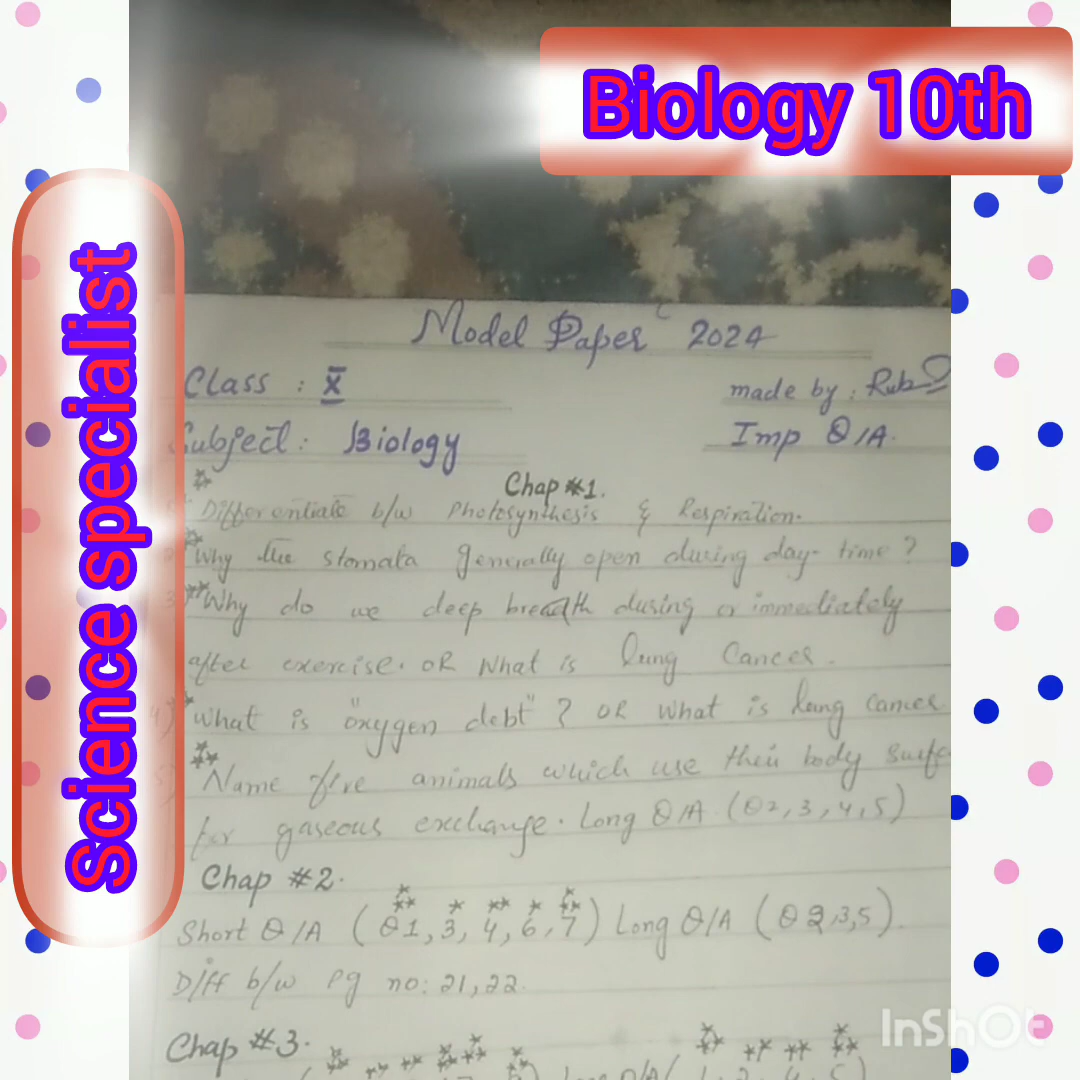 Biology 10th
Science specialist
Model Paper 2024
Class : X
made by : Rub
Subject : Biology
Imp Q/A.
Chap #1.
Differentiate b/w Photosynthesis & Respiration.
Why the stomata generally open during day-time?
Why do we deep breath during or immediately
after exercise. OR What is lung Cancer.
4) What is "oxygen debt"? OR What is lung cancer
Name five animals which use their body surfa
for gaseous exchange. Long Q/A (Q2,3,4,5)
Chap #2.
Short Q/A (Q1,3,4,6,7) Long Q/A (Q2,3,5).
Diff b/w Pg no: 21,22.
Chap #3.
InShOt